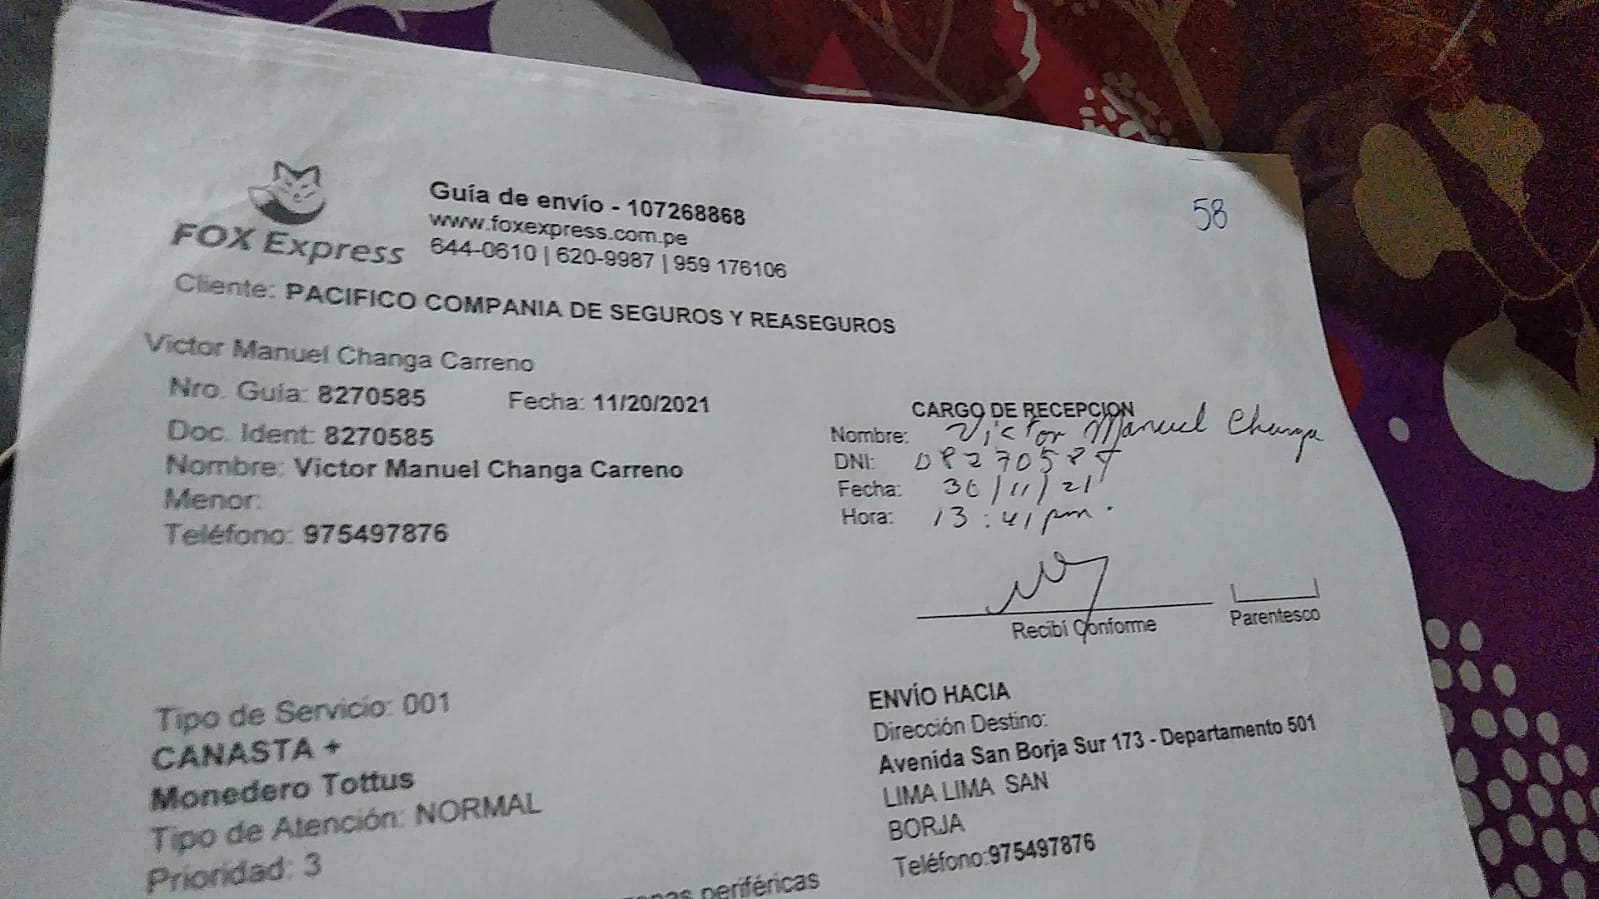 58
FOX Express
Guía de envío - 107268868
www.foxexpress.com.pe
644-0610 | 620-9987 | 959 176106
Cliente: PACIFICO COMPANIA DE SEGUROS Y REASEGUROS
Victor Manuel Changa Carreno
Nro. Guía: 8270585 Fecha: 11/20/2021
Doc. Ident: 8270585
Nombre: Victor Manuel Changa Carreno
Menor:
Teléfono: 975497876
CARGO DE RECEPCION
Nombre: Victor Manuel Changa
DNI: 08270585
Fecha: 30/11/21
Hora: 13:41 pm.
Recibí Conforme
Parentesco
Tipo de Servicio: 001
CANASTA +
Monedero Tottus
Tipo de Atención: NORMAL
Prioridad: 3
periféricas
ENVÍO HACIA
Dirección Destino:
Avenida San Borja Sur 173 - Departamento 501
LIMA LIMA SAN
BORJA
Teléfono:975497876